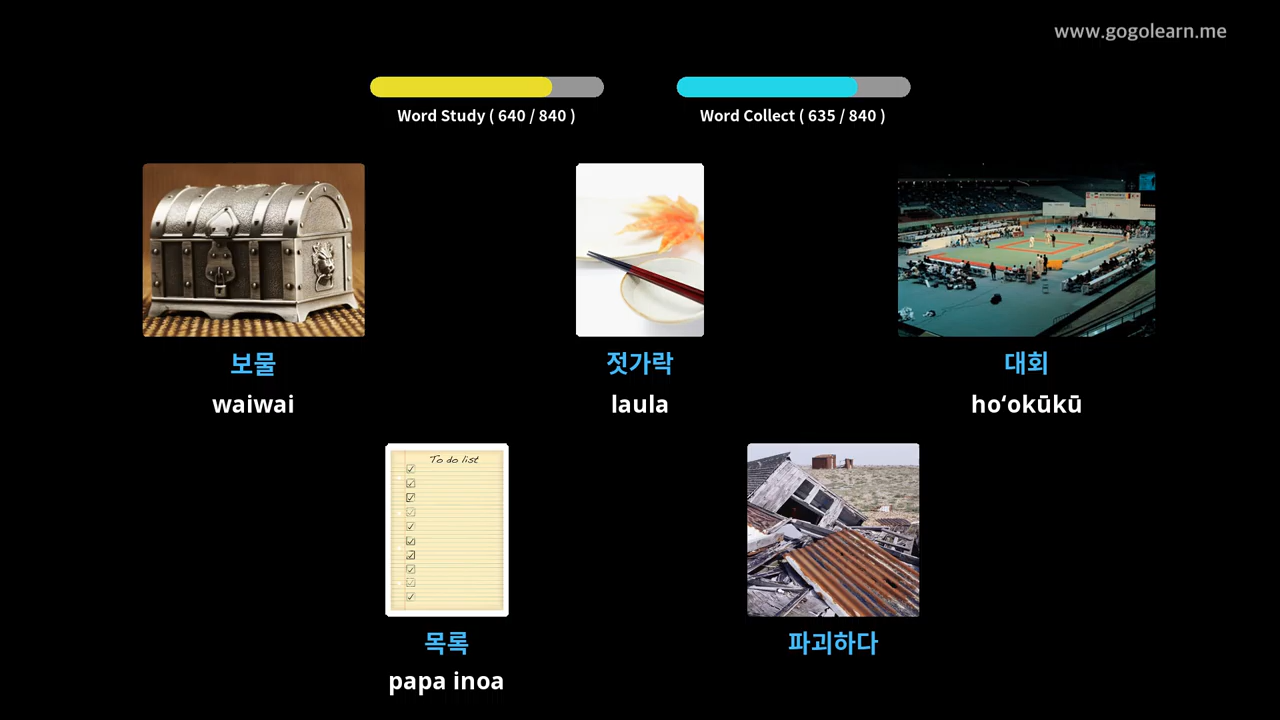 www.gogolearn.me
Word Study ( 640 / 840 )
Word Collect ( 635 / 840 )
보물
waiwai
젓가락
laula
대회
hoʻokūkū
To do list
목록
papa inoa
파괴하다